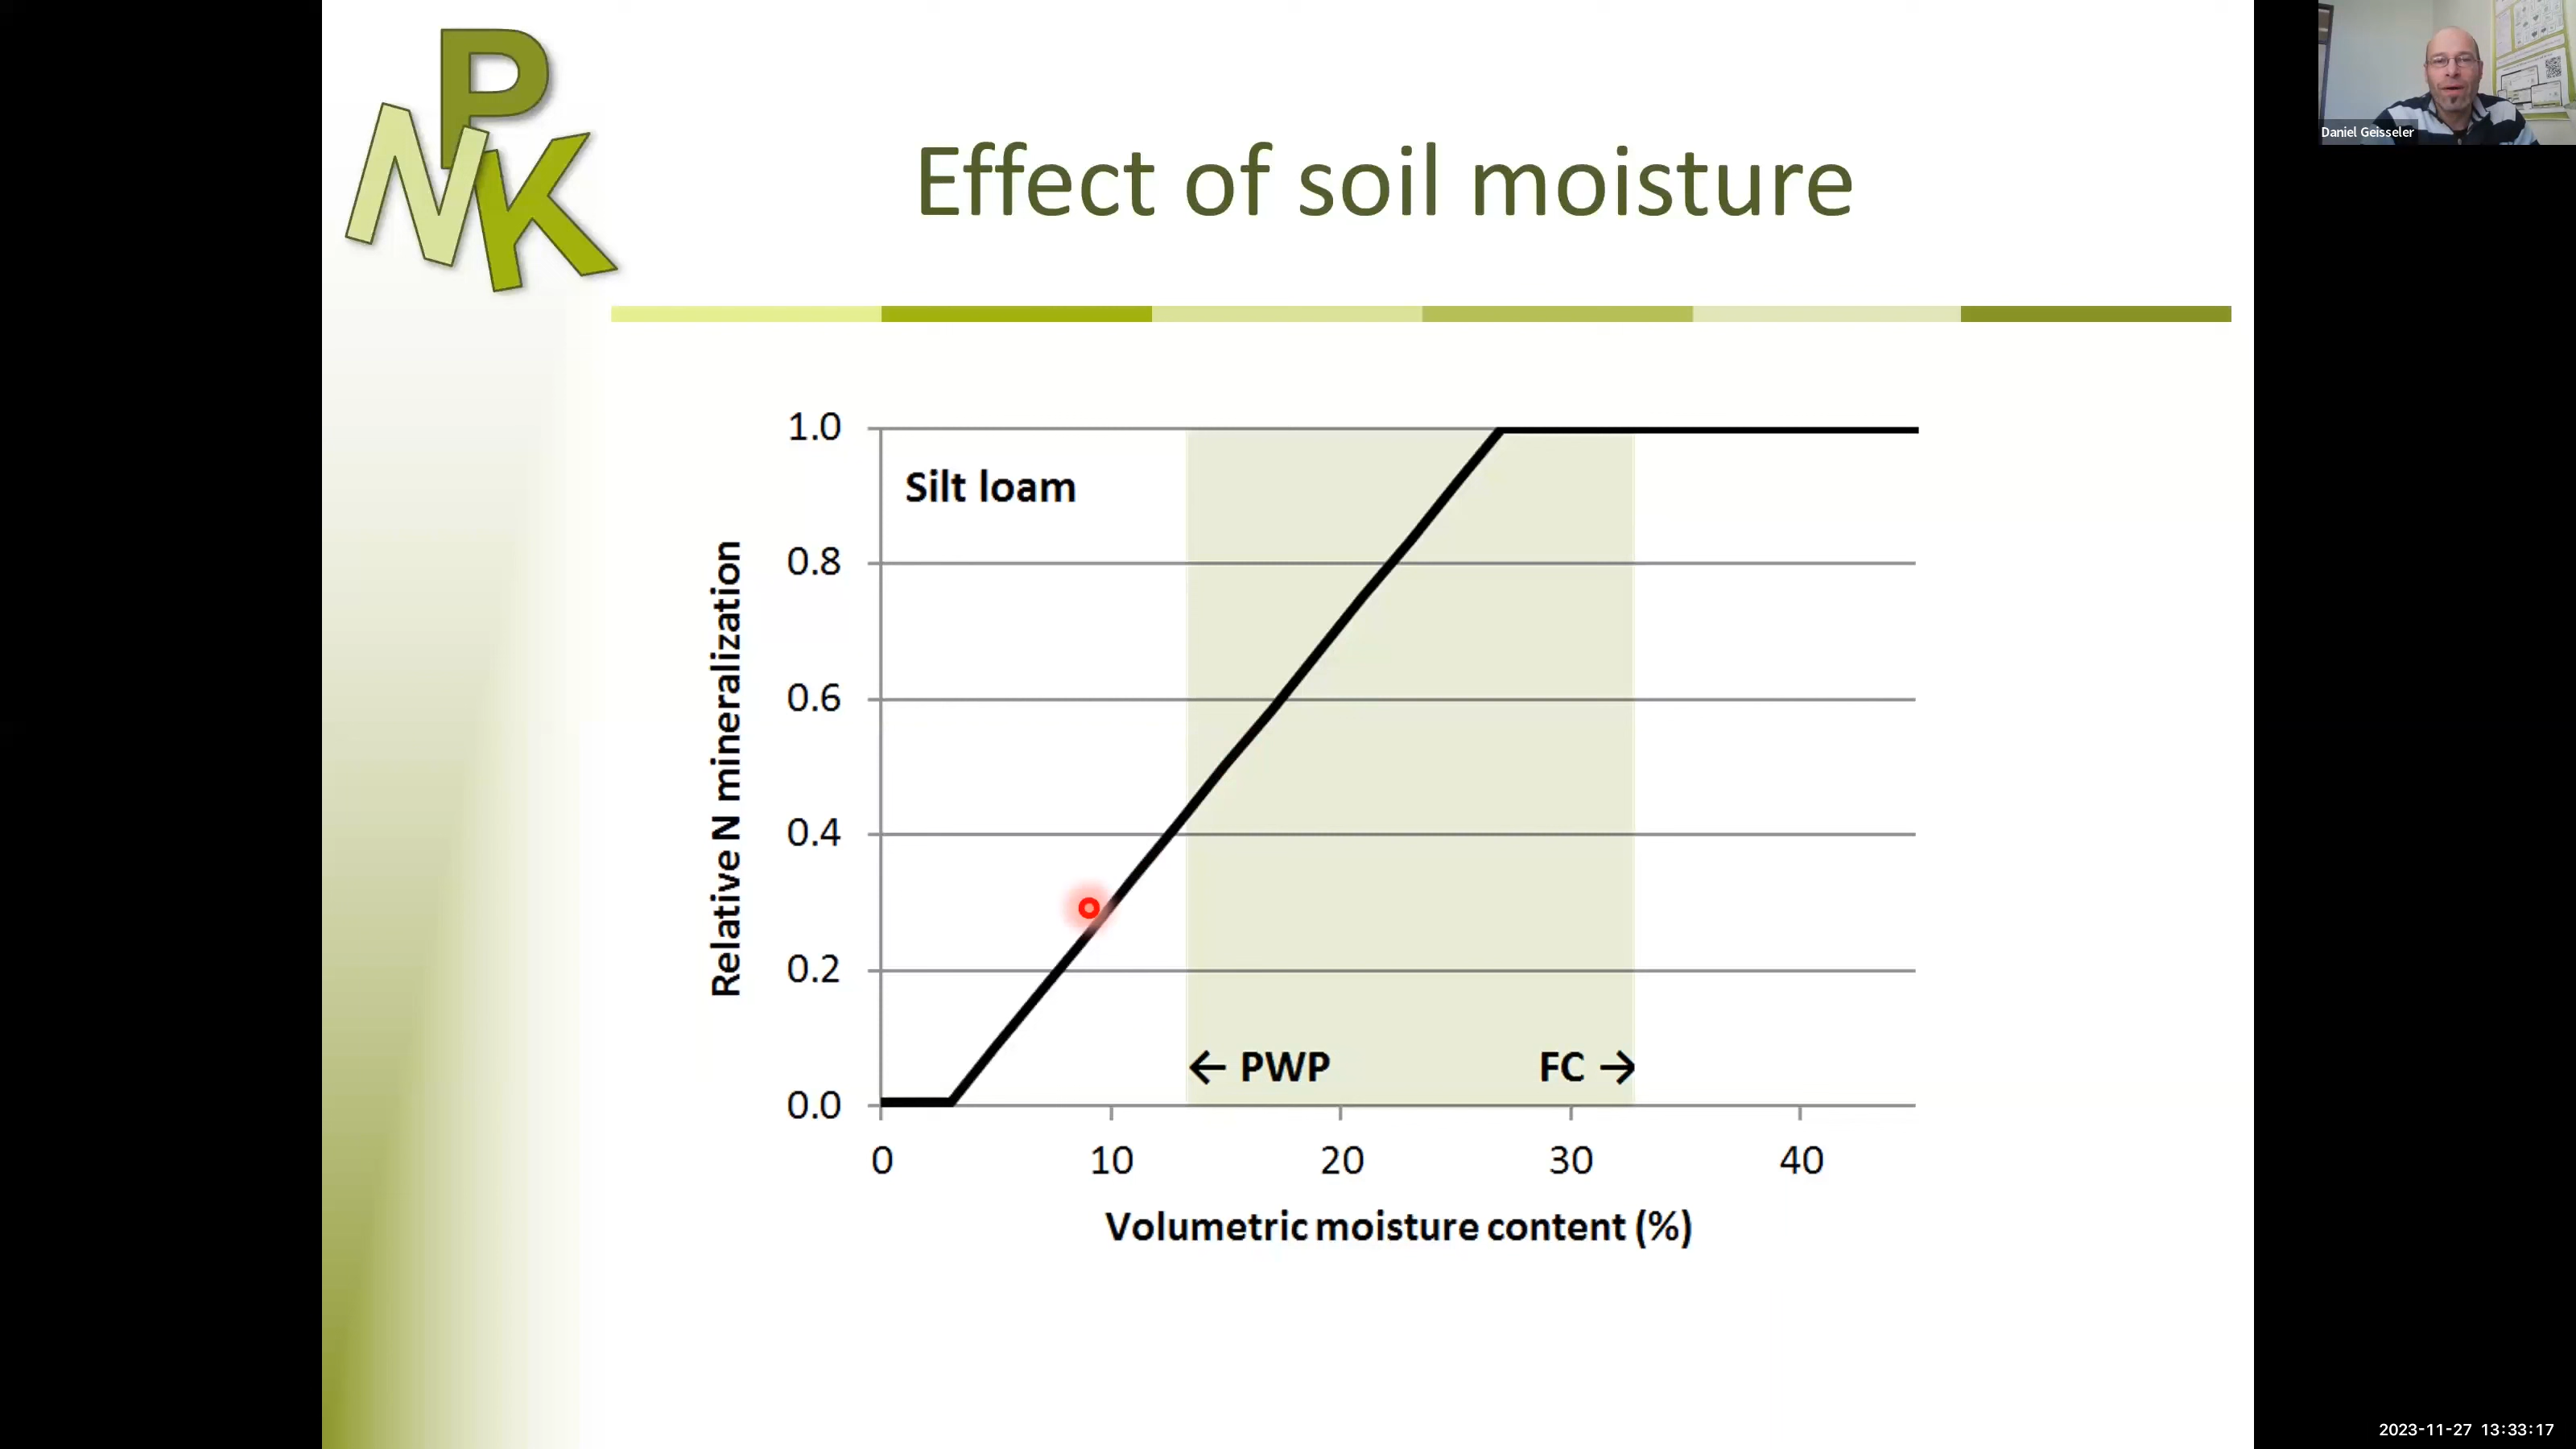 NPK
Effect of soil moisture
Daniel Geisseler
Silt loam
Relative N mineralization
1.0
0.8
0.6
0.4
0.2
0.0
← PWP
FC →
0 10 20 30 40
Volumetric moisture content (%)
2023-11-27 13:33:17